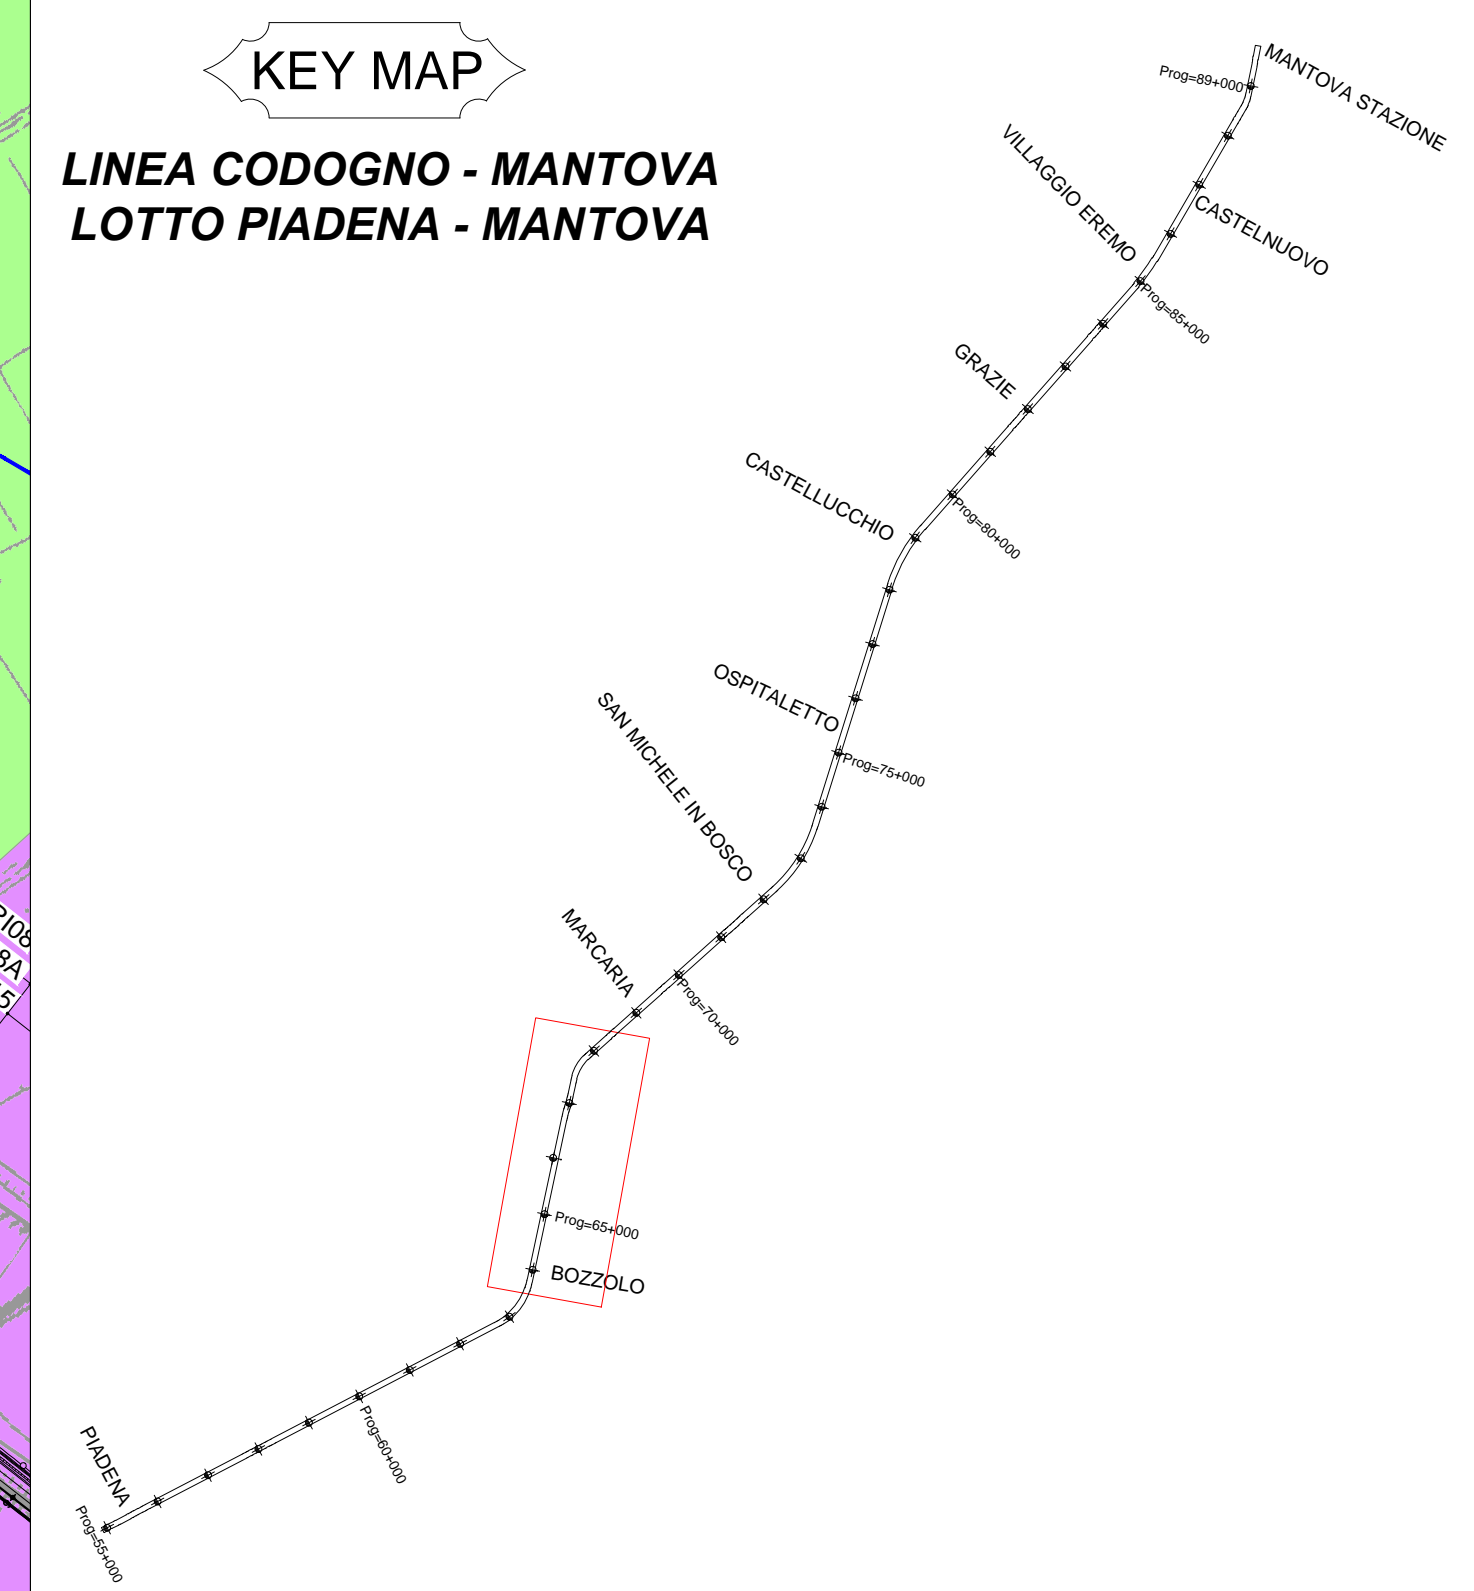 KEY MAP
LINEA CODOGNO - MANTOVA
LOTTO PIADENA - MANTOVA
MANTOVA STAZIONE
Prog=89+000
VILLAGGIO EREMO
CASTELNUOVO
Prog=85+000
GRAZIE
CASTELLUCCHIO
Prog=80+000
OSPITALETTO
SAN MICHELE IN BOSCO
Prog=75+000
MARCARIA
Prog=70+000
Prog=65+000
BOZZOLO
Prog=60+000
PIADENA
Prog=55+000